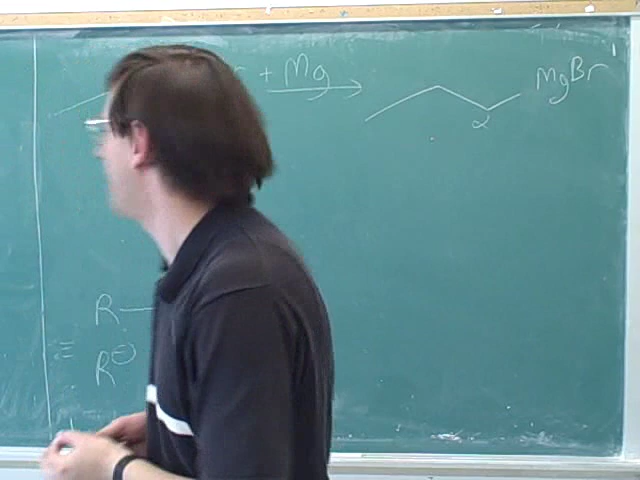 r + Mg → MgBr
α
R—
≡
R⊖